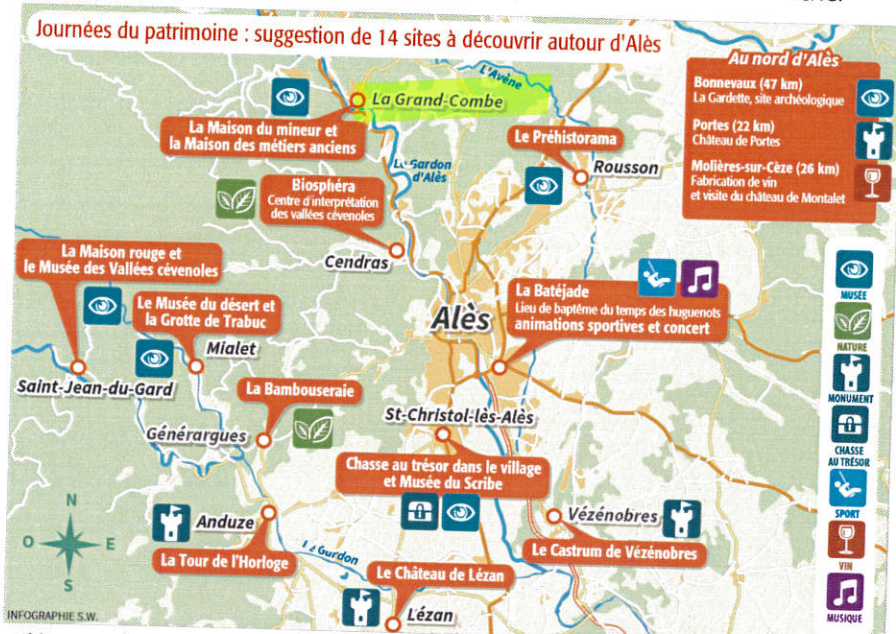 Journées du patrimoine : suggestion de 14 sites à découvrir autour d'Alès
Au nord d'Alès
Bonnevaux (47 km)
La Gardette, site archéologique
Portes (22 km)
Château de Portes
Molières-sur-Cèze (26 km)
Fabrication de vin
et visite du château de Montalet
L'Avène
La Grand-Combe
La Maison du mineur et
la Maison des métiers anciens
Le Gardon
d'Alès
Le Préhistorama
Rousson
Biosphéra
Centre d'interprétation
des vallées cévenoles
Cendras
La Maison rouge et
le Musée des Vallées cévenoles
Le Musée du désert et
la Grotte de Trabuc
Mialet
Saint-Jean-du-Gard
Alès
La Batéjade
Lieu de baptême du temps des huguenots
animations sportives et concert
La Bambouseraie
Générargues
St-Christol-lès-Alès
Chasse au trésor dans le village
et Musée du Scribe
Anduze
La Tour de l'Horloge
Vézénobres
Le Castrum de Vézénobres
Le Château de Lézan
Lézan
N
O
E
S
MUSÉE
NATURE
MONUMENT
CHASSE
AU TRÉSOR
SPORT
VIN
MUSIQUE
INFOGRAPHIE S.W.